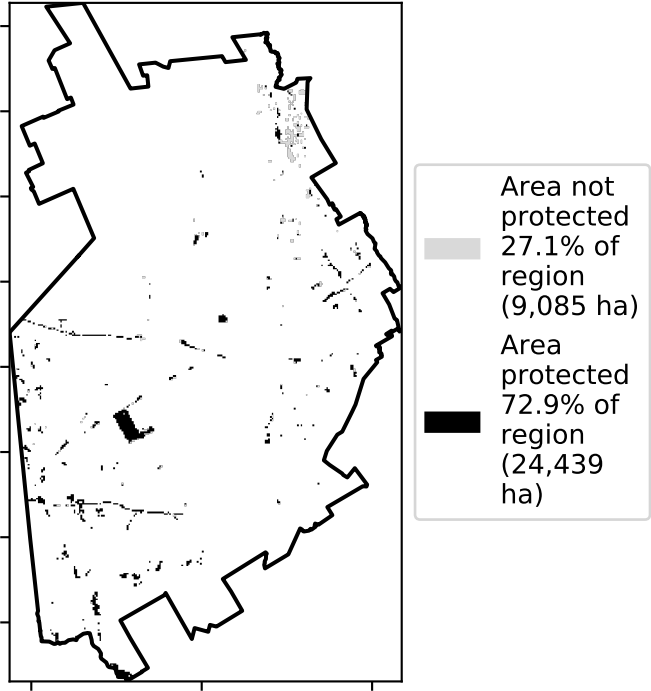 Area not
protected
27.1% of
region
(9,085 ha)
Area
protected
72.9% of
region
(24,439
ha)